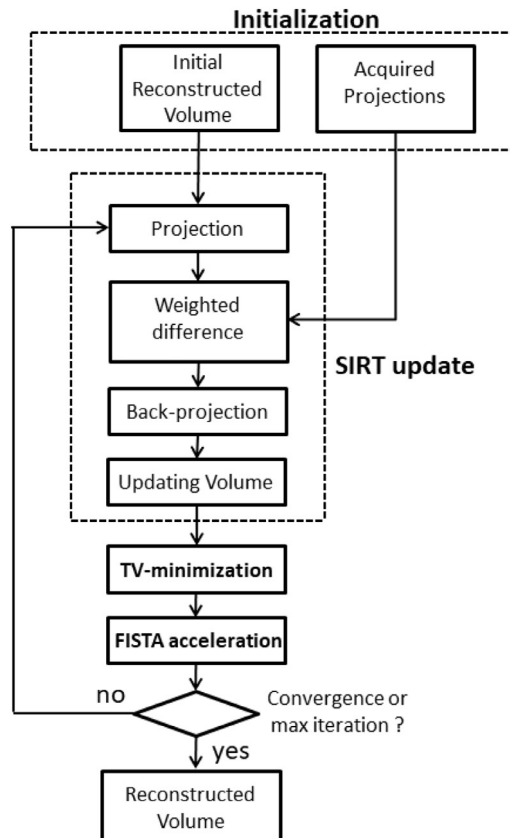 Initialization
Initial
Reconstructed
Volume
Acquired
Projections
Projection
Weighted
difference
SIRT update
Back-projection
Updating Volume
TV-minimization
FISTA acceleration
no
Convergence or
max iteration ?
yes
Reconstructed
Volume